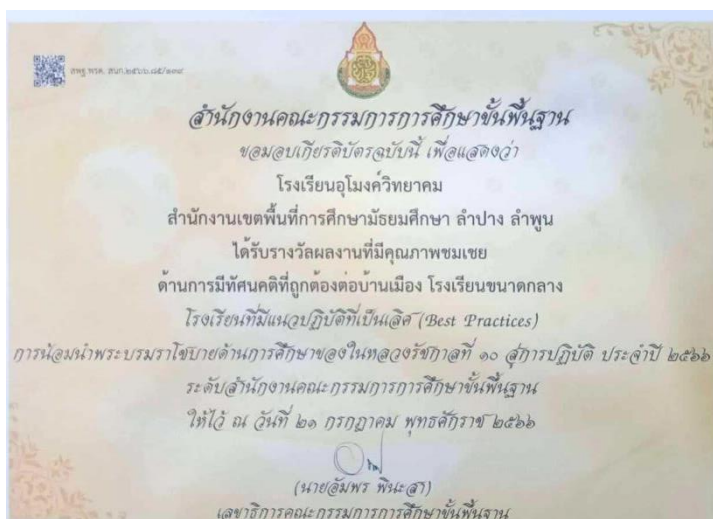 สำนักงานคณะกรรมการการศึกษาขั้นพื้นฐาน
ขอมอบเกียรติบัตรฉบับนี้ เพื่อแสดงว่า
โรงเรียนอุโมงค์วิทยาคม
สำนักงานเขตพื้นที่การศึกษามัธยมศึกษา ลำปาง ลำพูน
ได้รับรางวัลผลงานที่มีคุณภาพชมเชย
ด้านการมีทัศนคติที่ถูกต้องต่อบ้านเมือง โรงเรียนขนาดกลาง
โรงเรียนที่มีแนวปฏิบัติที่เป็นเลิศ (Best Practices)
การน้อมนำพระบรมราโชบายด้านการศึกษาของในหลวงรัชกาลที่ ๑๐ สู่การปฏิบัติ ประจำปี ๒๕๖๖
ระดับสำนักงานคณะกรรมการการศึกษาขั้นพื้นฐาน
ให้ไว้ ณ วันที่ ๒๑ กรกฎาคม พุทธศักราช ๒๕๖๖
(นายอัมพร พินะสา)
เลขาธิการคณะกรรมการการศึกษาขั้นพื้นฐาน